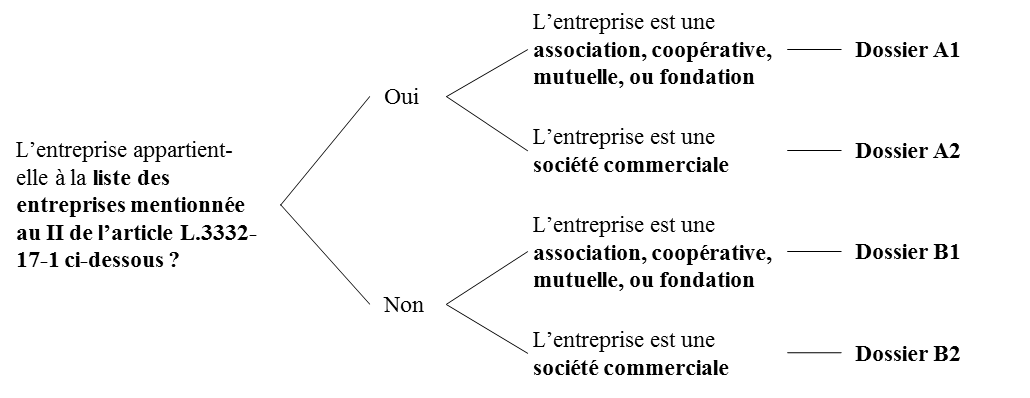 L’entreprise appartient-
elle à la liste des
entreprises mentionnée
au II de l’article L.3332-
17-1 ci-dessous ?
Oui
L’entreprise est une
association, coopérative,
mutuelle, ou fondation
Dossier A1
L’entreprise est une
société commerciale
Dossier A2
Non
L’entreprise est une
association, coopérative,
mutuelle, ou fondation
Dossier B1
L’entreprise est une
société commerciale
Dossier B2